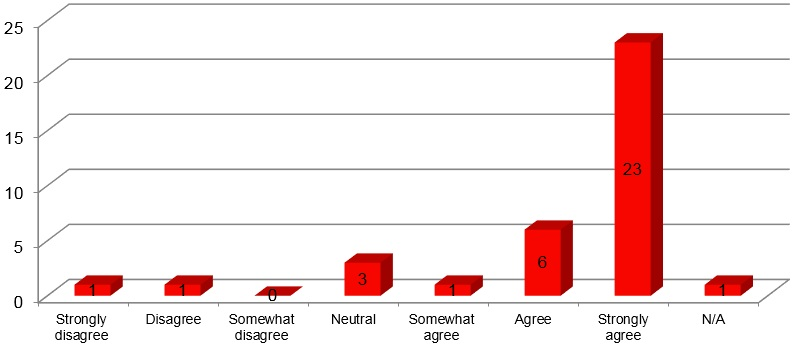 25
20
15
10
5
0
1
1
0
3
1
6
23
1
Strongly disagree
Disagree
Somewhat disagree
Neutral
Somewhat agree
Agree
Strongly agree
N/A